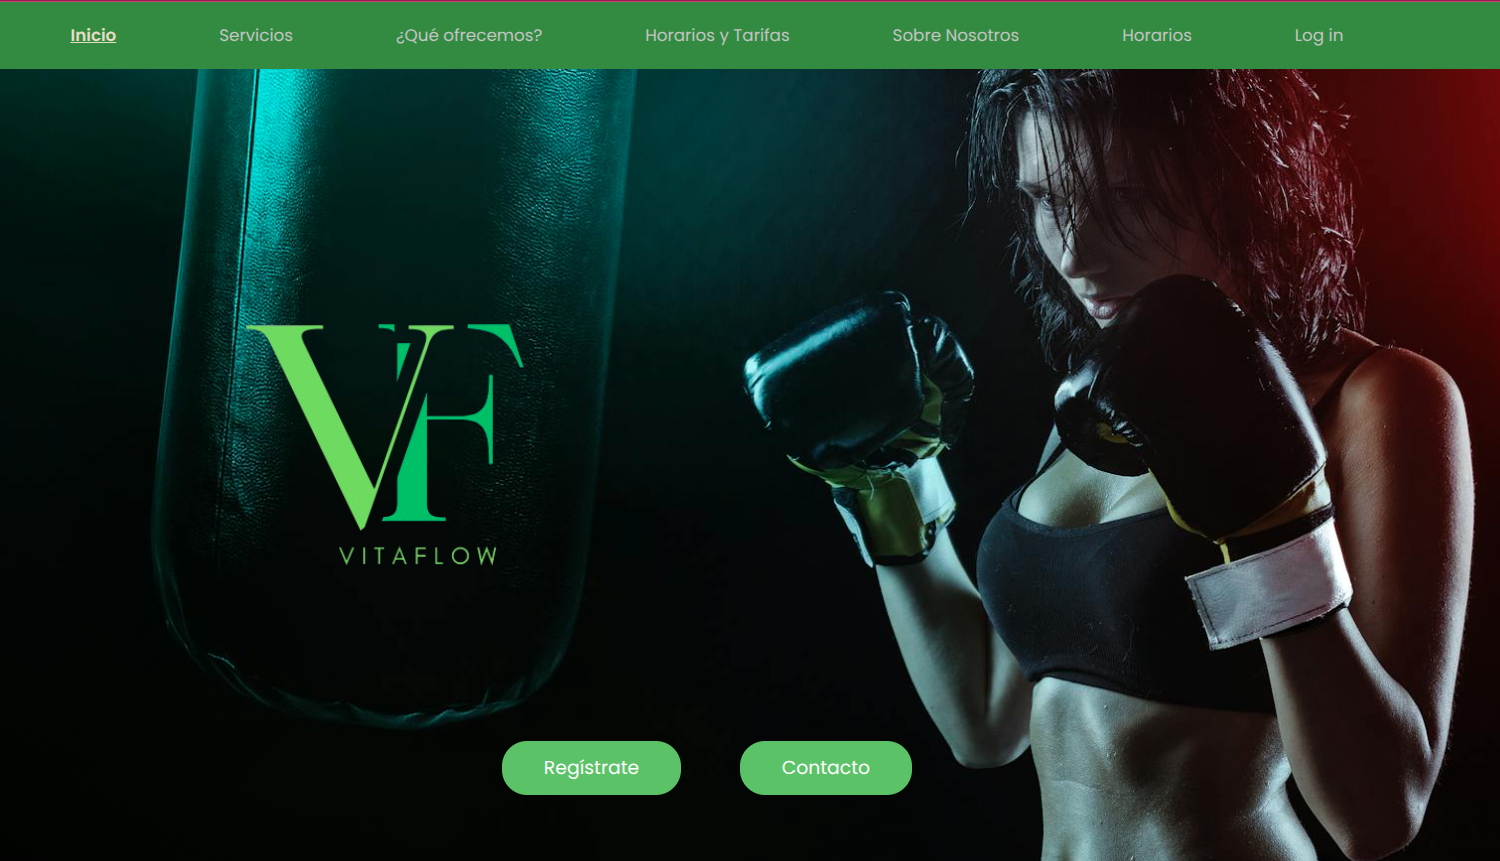 Inicio Servicios ¿Qué ofrecemos? Horarios y Tarifas Sobre Nosotros Horarios Log in
VF
VITAFLOW
Regístrate Contacto